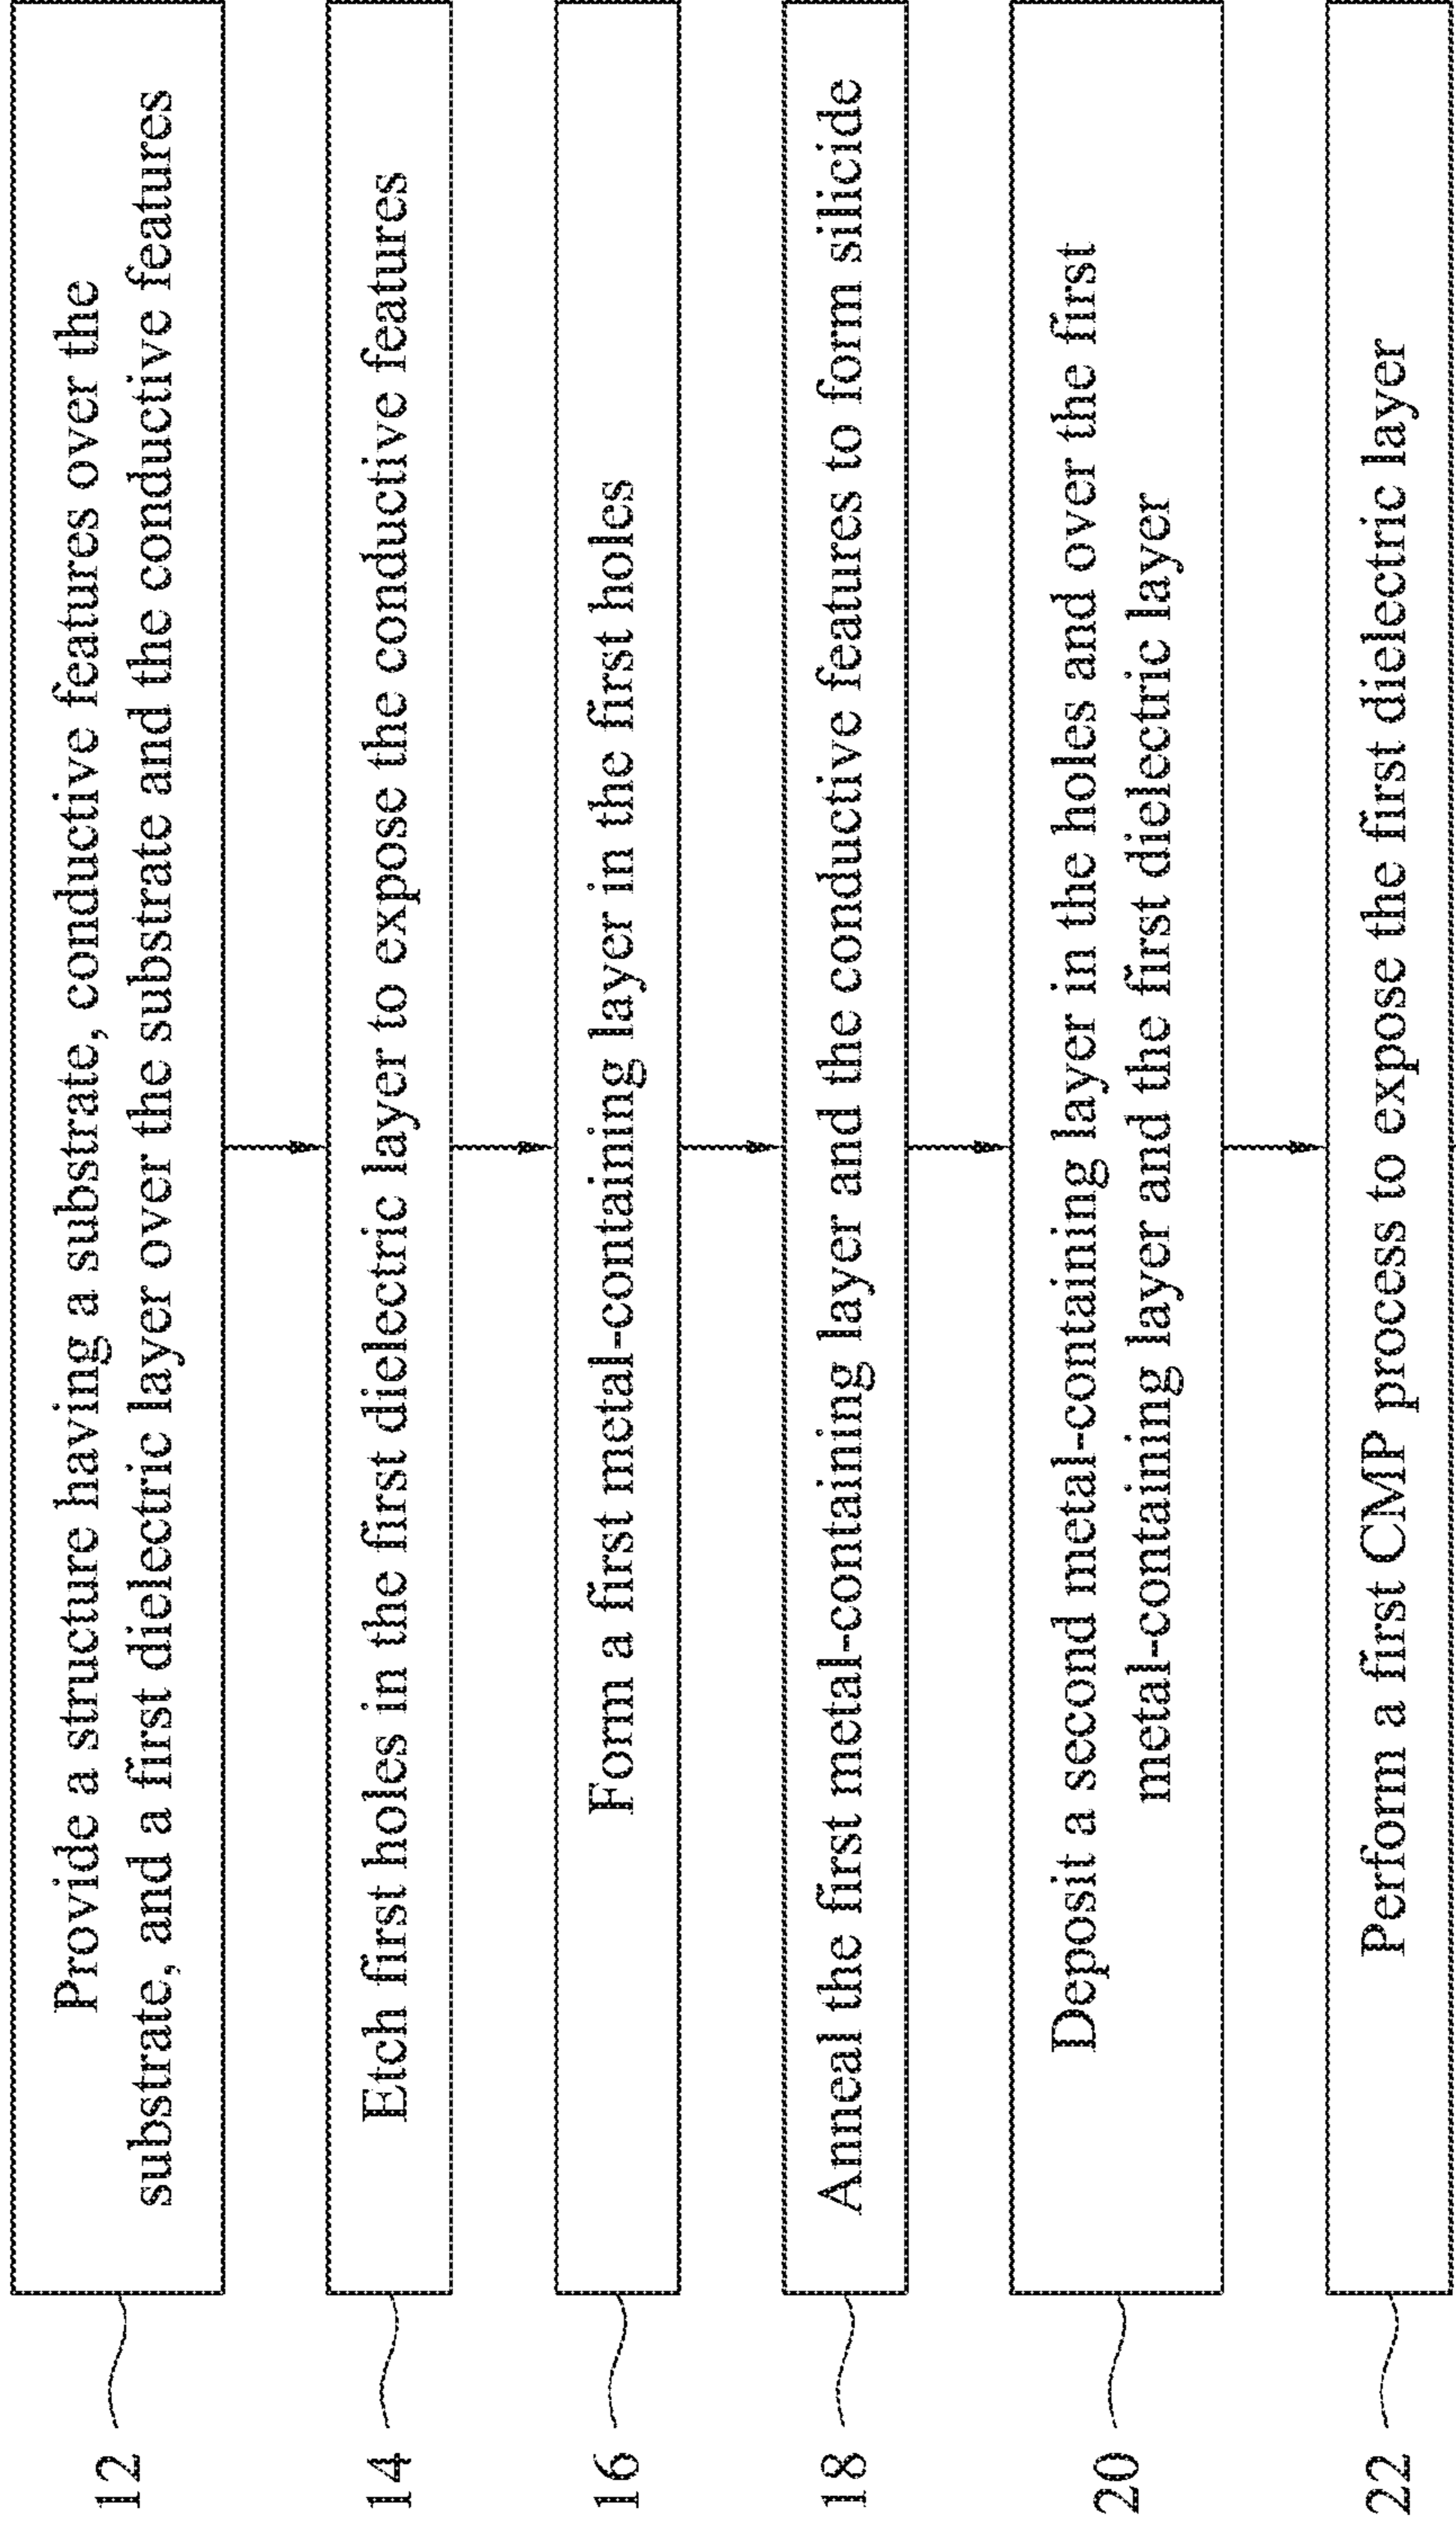 12
Provide a structure having a substrate, conductive features over the
substrate, and a first dielectric layer over the substrate and the conductive features
14
Etch first holes in the first dielectric layer to expose the conductive features
16
Form a first metal-containing layer in the first holes
18
Anneal the first metal-containing layer and the conductive features to form silicide
20
Deposit a second metal-containing layer in the holes and over the first
metal-containing layer and the first dielectric layer
22
Perform a first CMP process to expose the first dielectric layer